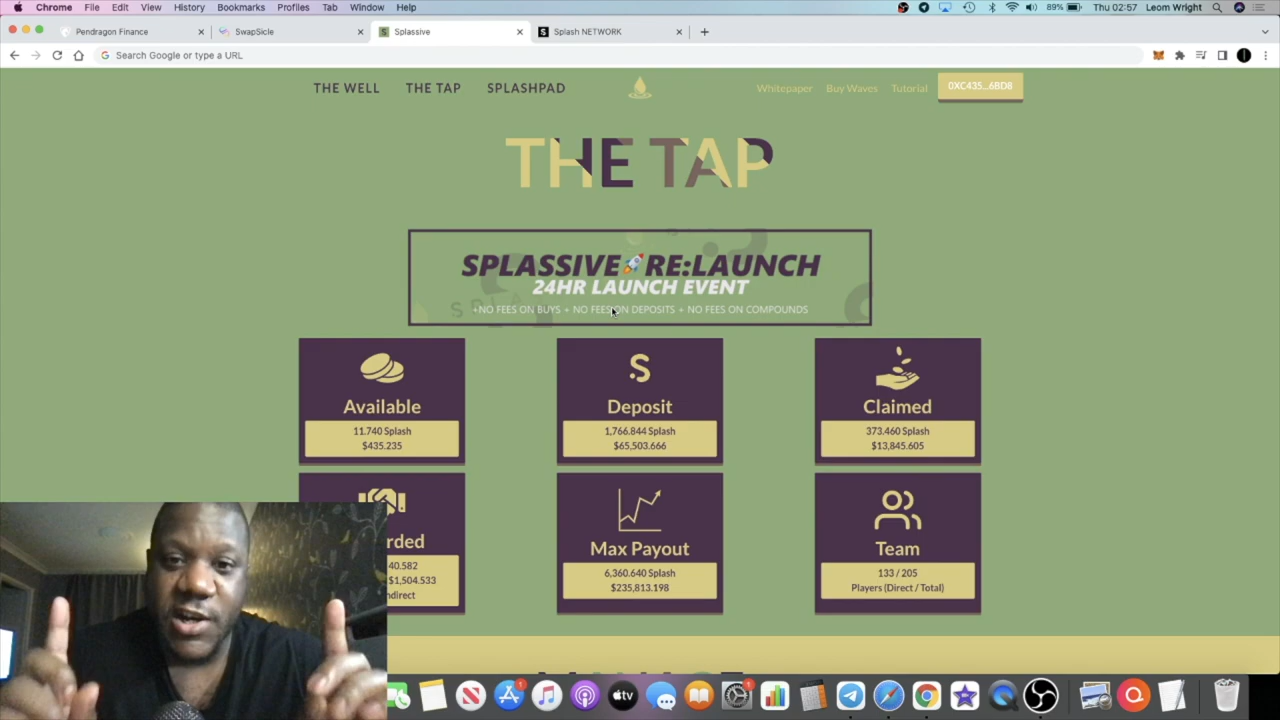 Chrome File Edit View History Bookmarks Profiles Tab Window Help 89% Thu 02:57 Leom Wright
Pendragon Finance SwapSicle Splassive Splash NETWORK
Search Google or type a URL
THE WELL THE TAP SPLASHPAD Whitepaper Buy Waves Tutorial 0XC435...6BD8
THE TAP
SPLASSIVE🚀RE:LAUNCH
24HR LAUNCH EVENT
+NO FEES ON BUYS + NO FEES ON DEPOSITS + NO FEES ON COMPOUNDS
Available Deposit Claimed
11.740 Splash 1,766.844 Splash 373.460 Splash
$435.235 $65,503.666 $13,845.605
rded Max Payout Team
40.582 6,360.640 Splash 133 / 205
$1,504.533 $235,813.198 Players (Direct / Total)
ndirect
tv